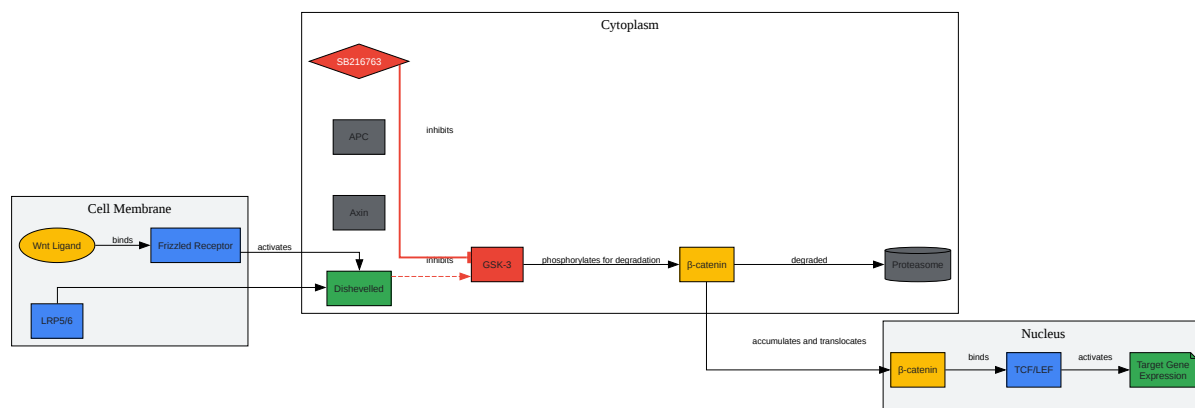 Cytoplasm
SB216763
inhibits
APC
Axin
Cell Membrane
Wnt Ligand
binds
Frizzled Receptor
activates
LRP5/6
Dishevelled
inhibits
GSK-3
phosphorylates for degradation
β-catenin
degraded
Proteasome
accumulates and translocates
Nucleus
β-catenin
binds
TCF/LEF
activates
Target Gene
Expression